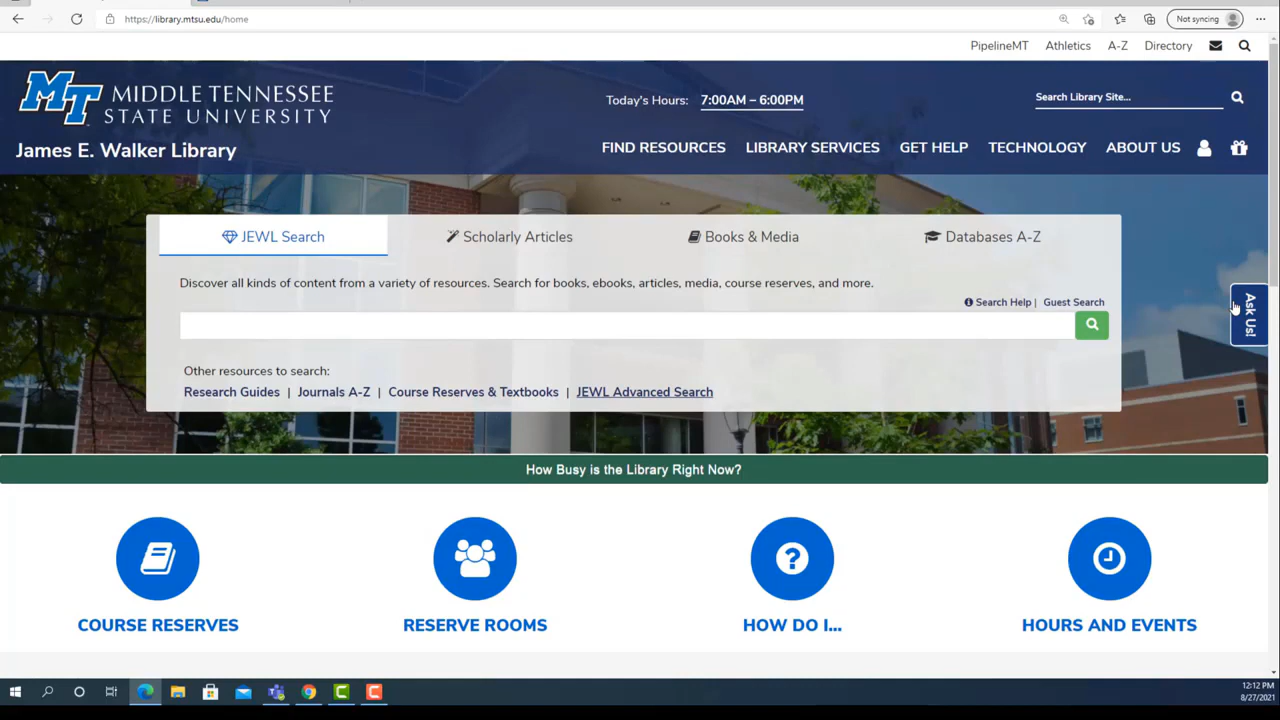 https://library.mtsu.edu/home
Not syncing
PipelineMT Athletics A-Z Directory
MT MIDDLE TENNESSEE
STATE UNIVERSITY
James E. Walker Library
Today's Hours: 7:00AM – 6:00PM
Search Library Site...
FIND RESOURCES LIBRARY SERVICES GET HELP TECHNOLOGY ABOUT US
JEWL Search Scholarly Articles Books & Media Databases A-Z
Discover all kinds of content from a variety of resources. Search for books, ebooks, articles, media, course reserves, and more.
Search Help | Guest Search
Ask Us!
Other resources to search:
Research Guides | Journals A-Z | Course Reserves & Textbooks | JEWL Advanced Search
How Busy is the Library Right Now?
COURSE RESERVES RESERVE ROOMS HOW DO I... HOURS AND EVENTS
12:12 PM
8/27/2021